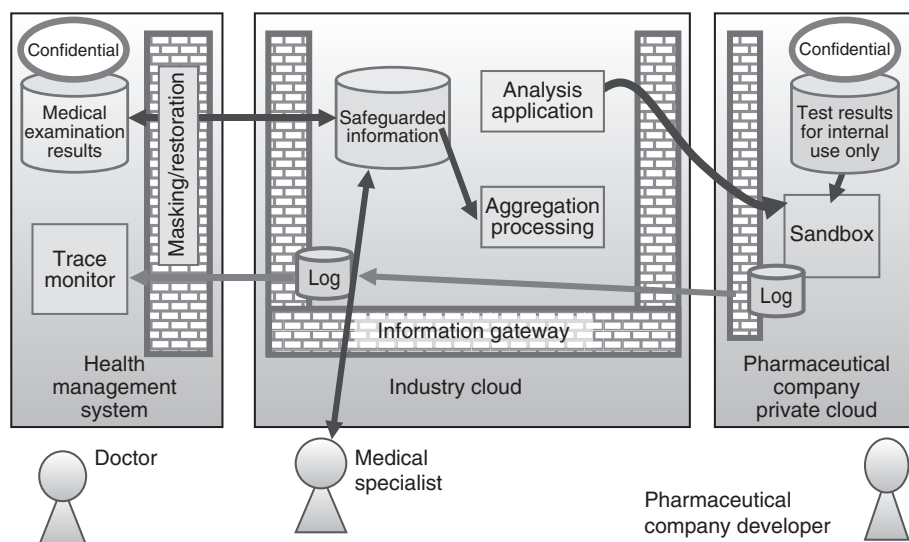 Confidential
Medical
examination
results
Masking/restoration
Trace
monitor
Health
management
system
Safeguarded
information
Analysis
application
Aggregation
processing
Log
Information gateway
Industry cloud
Confidential
Test results
for internal
use only
Sandbox
Log
Pharmaceutical
company
private cloud
Doctor
Medical
specialist
Pharmaceutical
company developer